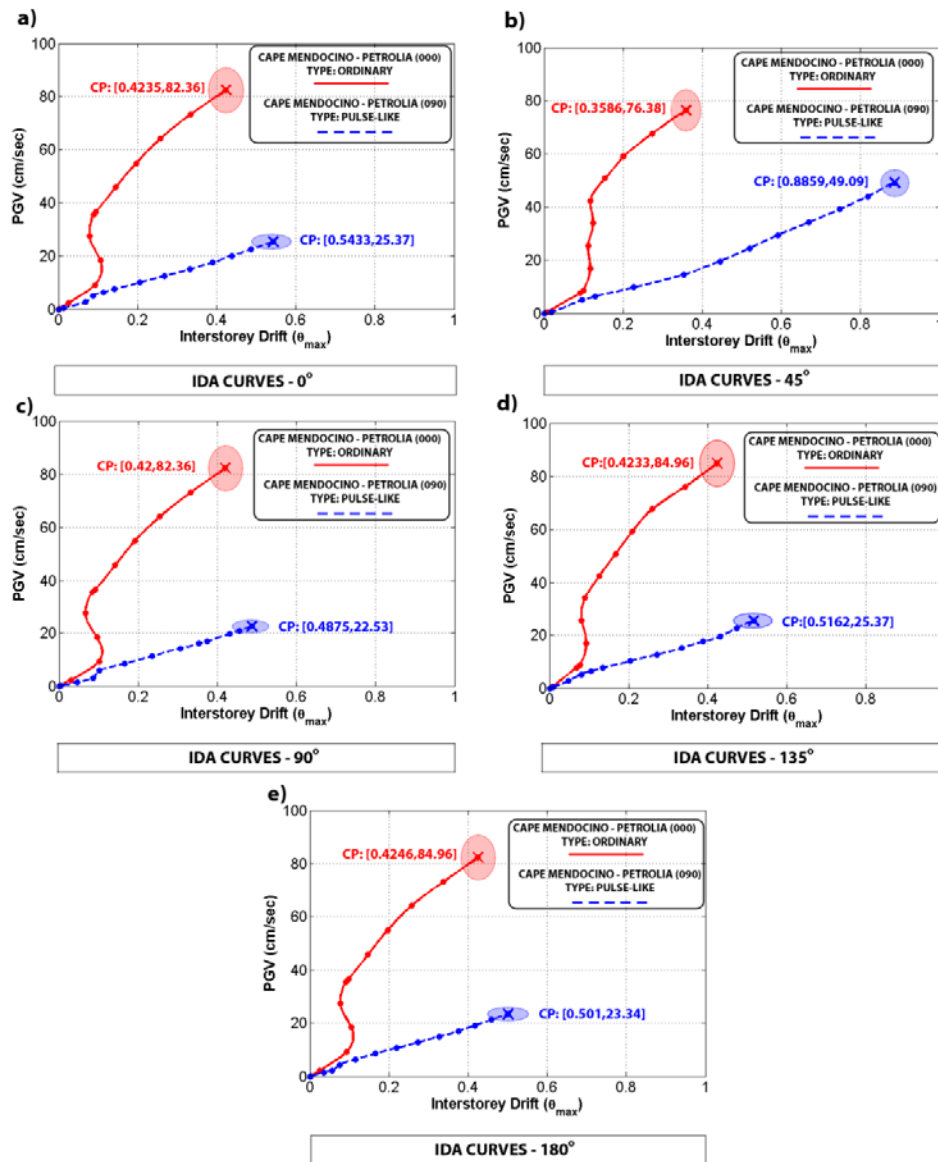 a)
100
80
60
40
20
0
PGV (cm/sec)
CAPE MENDOCINO - PETROLIA (000)
TYPE: ORDINARY
CAPE MENDOCINO - PETROLIA (090)
TYPE: PULSE-LIKE
CP: [0.4235,82.36]
CP: [0.5433,25.37]
0 0.2 0.4 0.6 0.8 1
Interstorey Drift (θmax)
IDA CURVES - 0°
b)
100
80
60
40
20
0
PGV (cm/sec)
CAPE MENDOCINO - PETROLIA (000)
TYPE: ORDINARY
CAPE MENDOCINO - PETROLIA (090)
TYPE: PULSE-LIKE
CP: [0.3586,76.38]
CP: [0.8859,49.09]
0 0.2 0.4 0.6 0.8 1
Interstorey Drift (θmax)
IDA CURVES - 45°
c)
100
80
60
40
20
0
PGV (cm/sec)
CAPE MENDOCINO - PETROLIA (000)
TYPE: ORDINARY
CAPE MENDOCINO - PETROLIA (090)
TYPE: PULSE-LIKE
CP: [0.42,82.36]
CP: [0.4875,22.53]
0 0.2 0.4 0.6 0.8 1
Interstorey Drift (θmax)
IDA CURVES - 90°
d)
100
80
60
40
20
0
PGV (cm/sec)
CAPE MENDOCINO - PETROLIA (000)
TYPE: ORDINARY
CAPE MENDOCINO - PETROLIA (090)
TYPE: PULSE-LIKE
CP:[0.4233,84.96]
CP:[0.5162,25.37]
0 0.2 0.4 0.6 0.8
Interstorey Drift (θmax)
IDA CURVES - 135°
e)
100
80
60
40
20
0
PGV (cm/sec)
CAPE MENDOCINO - PETROLIA (000)
TYPE: ORDINARY
CAPE MENDOCINO - PETROLIA (090)
TYPE: PULSE-LIKE
CP: [0.4246,84.96]
CP: [0.501,23.34]
0 0.2 0.4 0.6 0.8 1
Interstorey Drift (θmax)
IDA CURVES - 180°